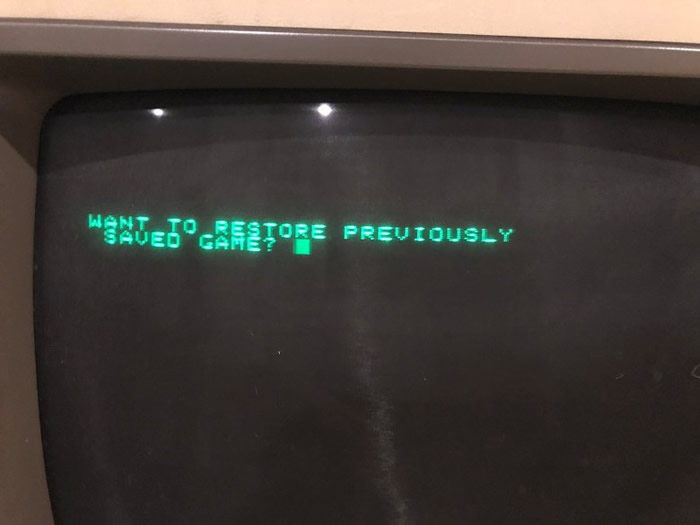 WANT TO RESTORE PREVIOUSLY
SAVED GAME?